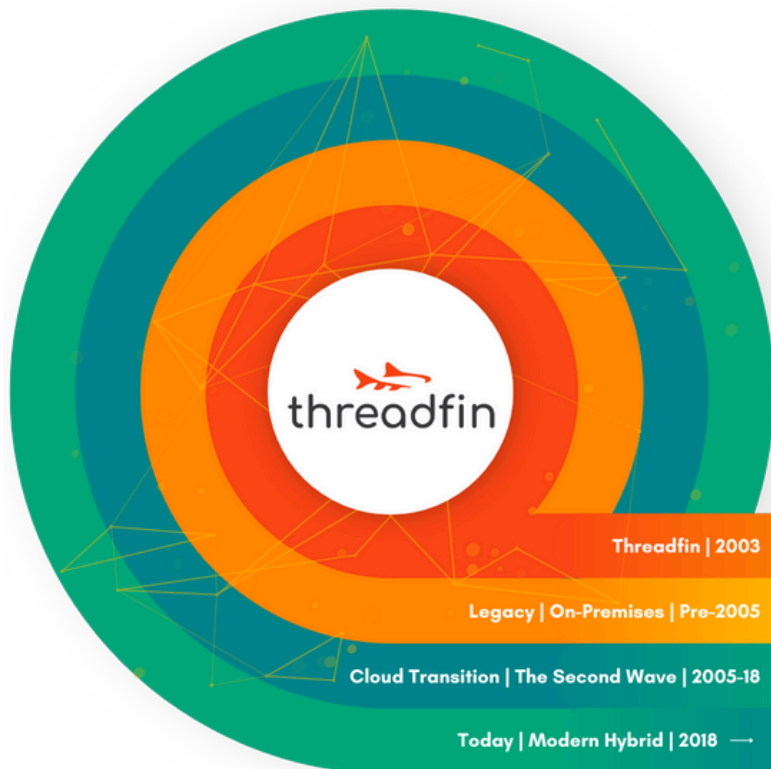 threadfin
Threadfin | 2003
Legacy | On-Premises | Pre-2005
Cloud Transition | The Second Wave | 2005-18
Today | Modern Hybrid | 2018 →